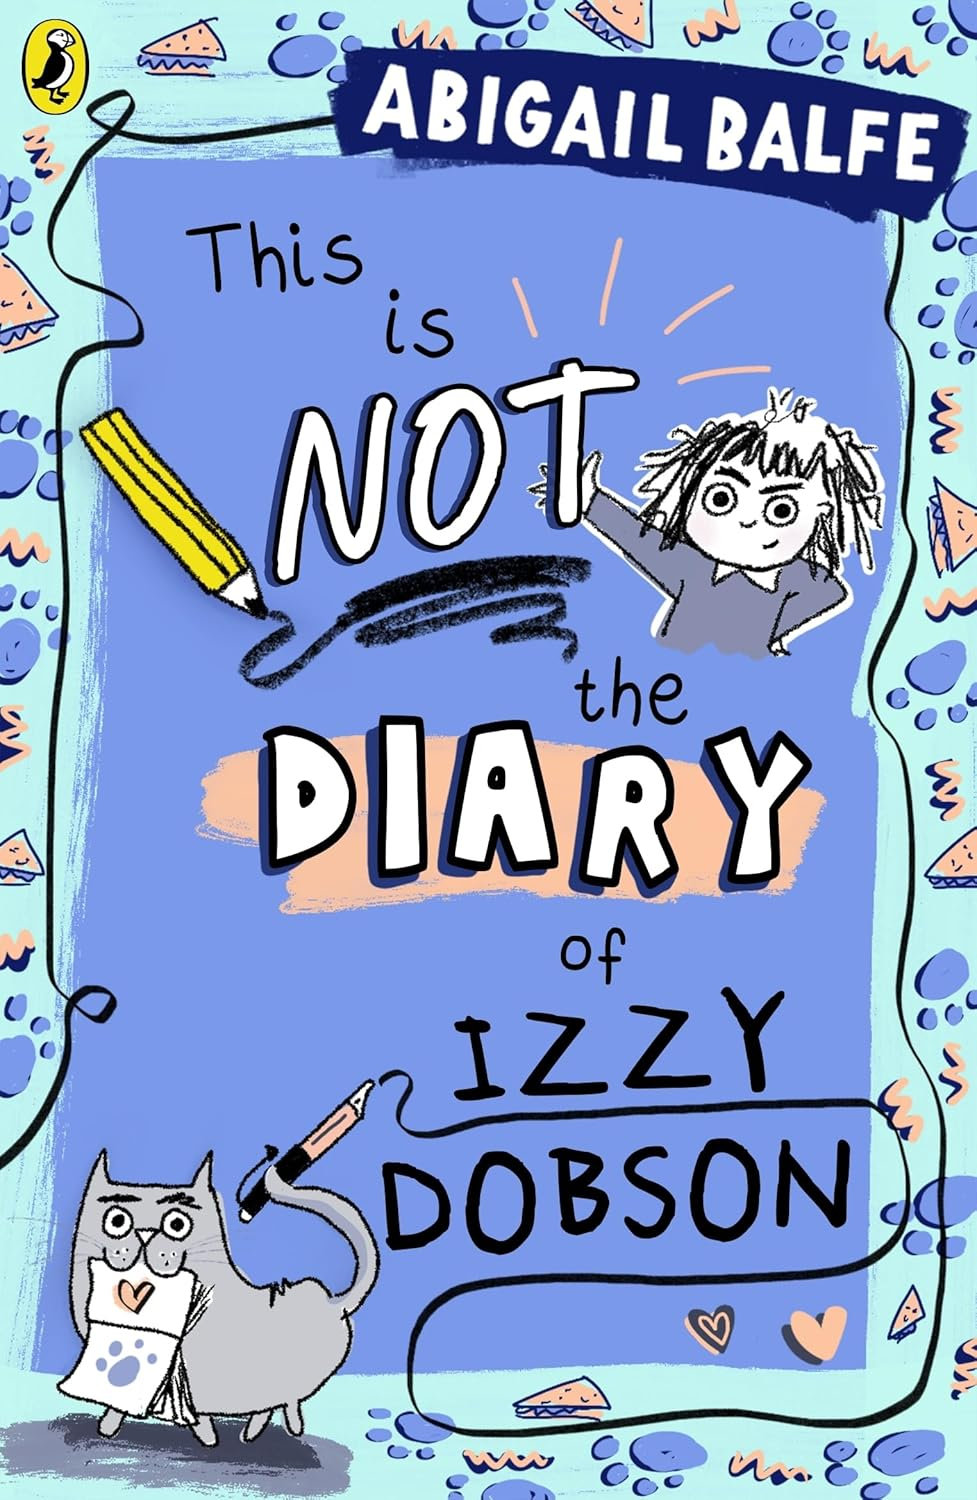 ABIGAIL BALFE
This
is
NOT
the
DIARY
of
IZZY
DOBSON